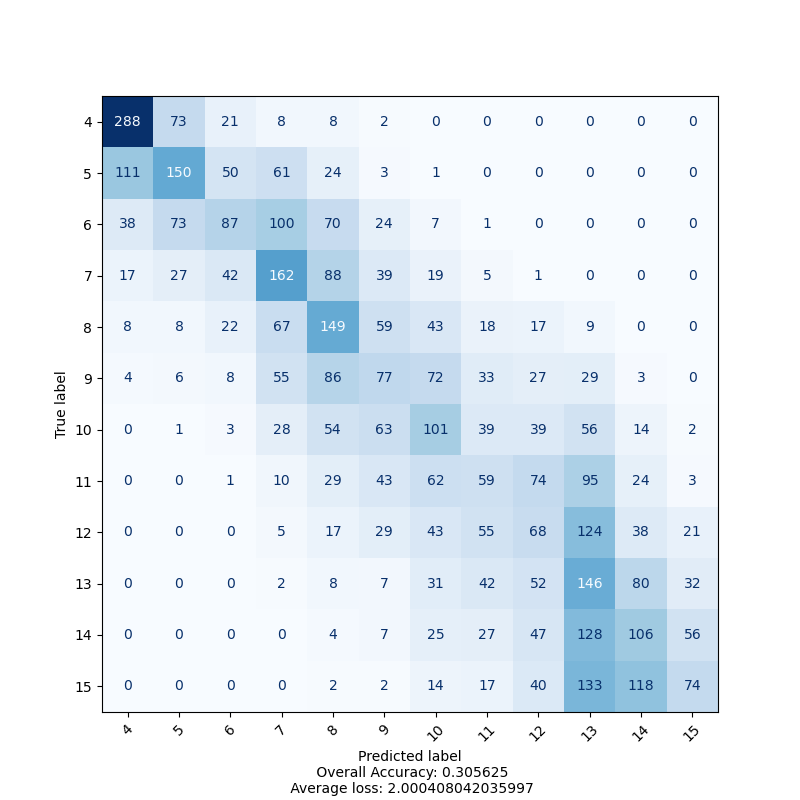 4 288 73 21 8 8 2 0 0 0 0 0 0
5 111 150 50 61 24 3 1 0 0 0 0 0
6 38 73 87 100 70 24 7 1 0 0 0 0
7 17 27 42 162 88 39 19 5 1 0 0 0
8 8 8 22 67 149 59 43 18 17 9 0 0
9 4 6 8 55 86 77 72 33 27 29 3 0
10 0 1 3 28 54 63 101 39 39 56 14 2
11 0 0 1 10 29 43 62 59 74 95 24 3
12 0 0 0 5 17 29 43 55 68 124 38 21
13 0 0 0 2 8 7 31 42 52 146 80 32
14 0 0 0 0 4 7 25 27 47 128 106 56
15 0 0 0 0 2 2 14 17 40 133 118 74
True label
4 5 6 7 8 9 10 11 12 13 14 15
Predicted label
Overall Accuracy: 0.305625
Average loss: 2.000408042035997